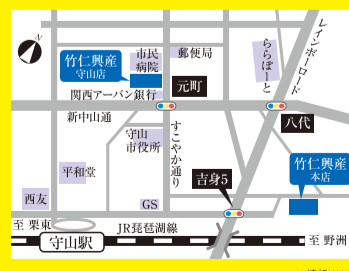 竹仁興産
守山店
市民
病院
郵便局
ららぽーと
レインボーロード
関西アーバン銀行
元町
新中山通
八代
守山
市役所
すこやか通り
竹仁興産
本店
平和堂
吉身5
西友
GS
至 栗東
JR琵琶湖線
守山駅
至 野洲